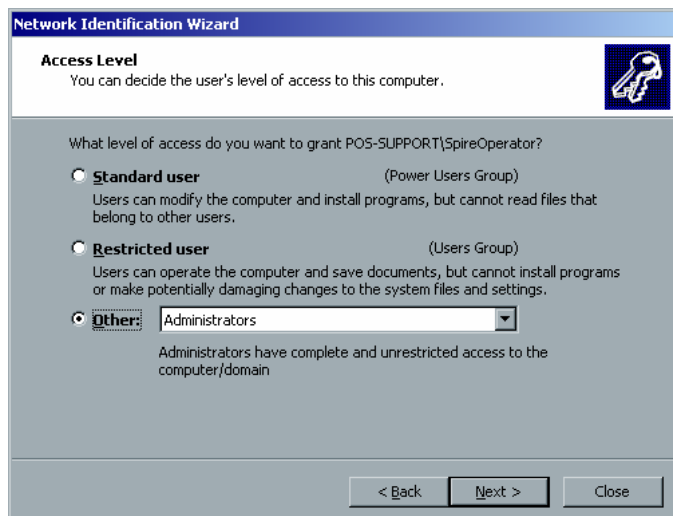 Network Identification Wizard
Access Level
You can decide the user's level of access to this computer.
What level of access do you want to grant POS-SUPPORT\SpireOperator?
Standard user (Power Users Group)
Users can modify the computer and install programs, but cannot read files that
belong to other users.
Restricted user (Users Group)
Users can operate the computer and save documents, but cannot install programs
or make potentially damaging changes to the system files and settings.
Other: Administrators
Administrators have complete and unrestricted access to the
computer/domain
< Back Next > Close